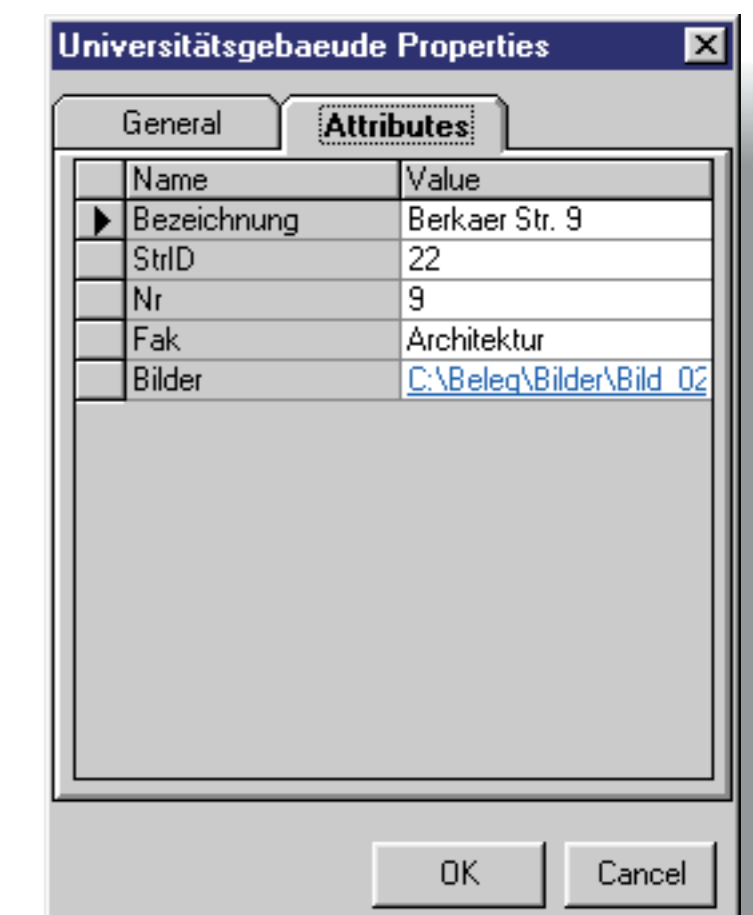 Universitätsgebaeude Properties
General Attributes
Name Value
Bezeichnung Berkaer Str. 9
StrID 22
Nr 9
Fak Architektur
Bilder C:\Beleg\Bilder\Bild_02
OK Cancel